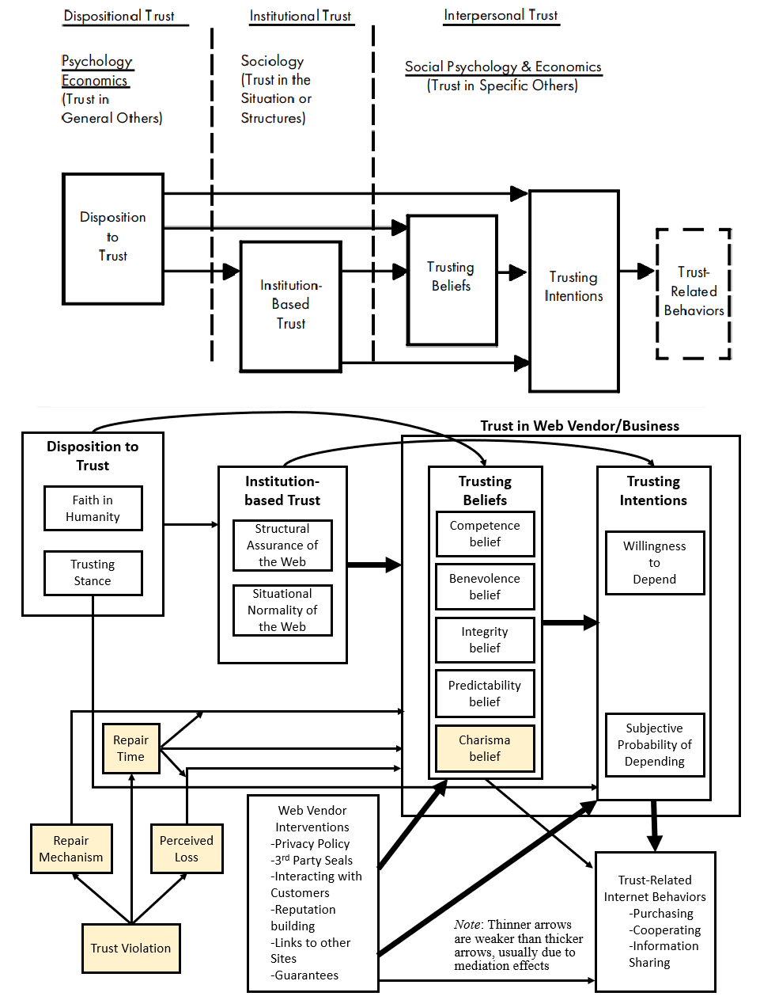 Dispositional Trust
Institutional Trust
Interpersonal Trust
Psychology
Economics
(Trust in
General Others)
Sociology
(Trust in the
Situation or
Structures)
Social Psychology & Economics
(Trust in Specific Others)
Disposition
to
Trust
Institution-
Based
Trust
Trusting
Beliefs
Trusting
Intentions
Trust-
Related
Behaviors
Trust in Web Vendor/Business
Disposition to
Trust
Faith in
Humanity
Trusting
Stance
Institution-
based Trust
Structural
Assurance of
the Web
Situational
Normality of
the Web
Trusting
Beliefs
Competence
belief
Benevolence
belief
Integrity
belief
Predictability
belief
Charisma
belief
Trusting
Intentions
Willingness
to
Depend
Subjective
Probability of
Depending
Repair
Time
Repair
Mechanism
Perceived
Loss
Trust Violation
Web Vendor
Interventions
-Privacy Policy
-3rd Party Seals
-Interacting with
Customers
-Reputation
building
-Links to other
Sites
-Guarantees
Note: Thinner arrows
are weaker than thicker
arrows, usually due to
mediation effects
Trust-Related
Internet Behaviors
-Purchasing
-Cooperating
-Information
Sharing